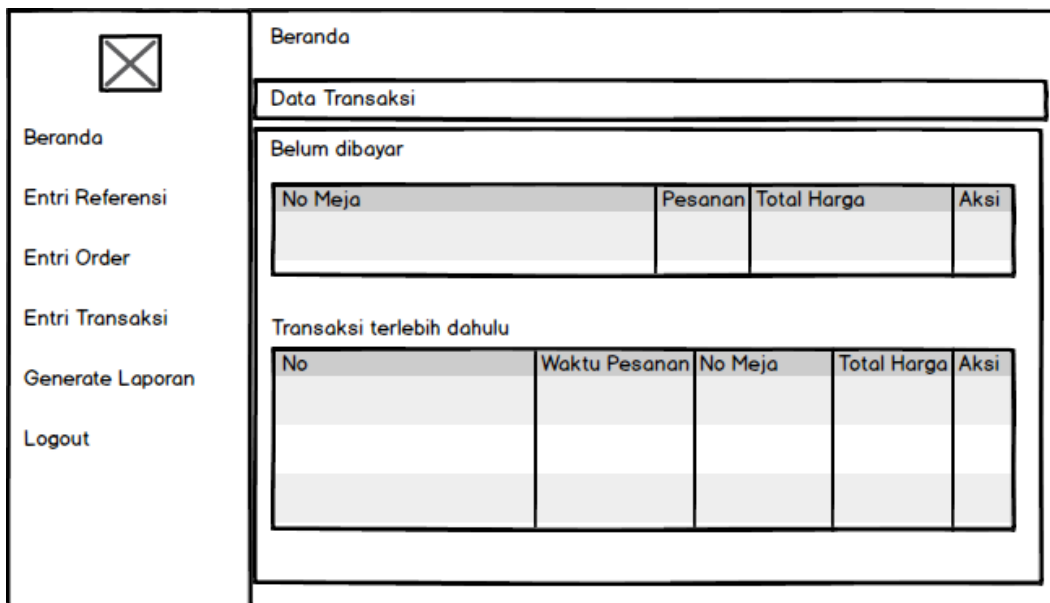 Beranda
Entri Referensi
Entri Order
Entri Transaksi
Generate Laporan
Logout
Beranda
Data Transaksi
Belum dibayar
No Meja Pesanan Total Harga Aksi
Transaksi terlebih dahulu
No Waktu Pesanan No Meja Total Harga Aksi